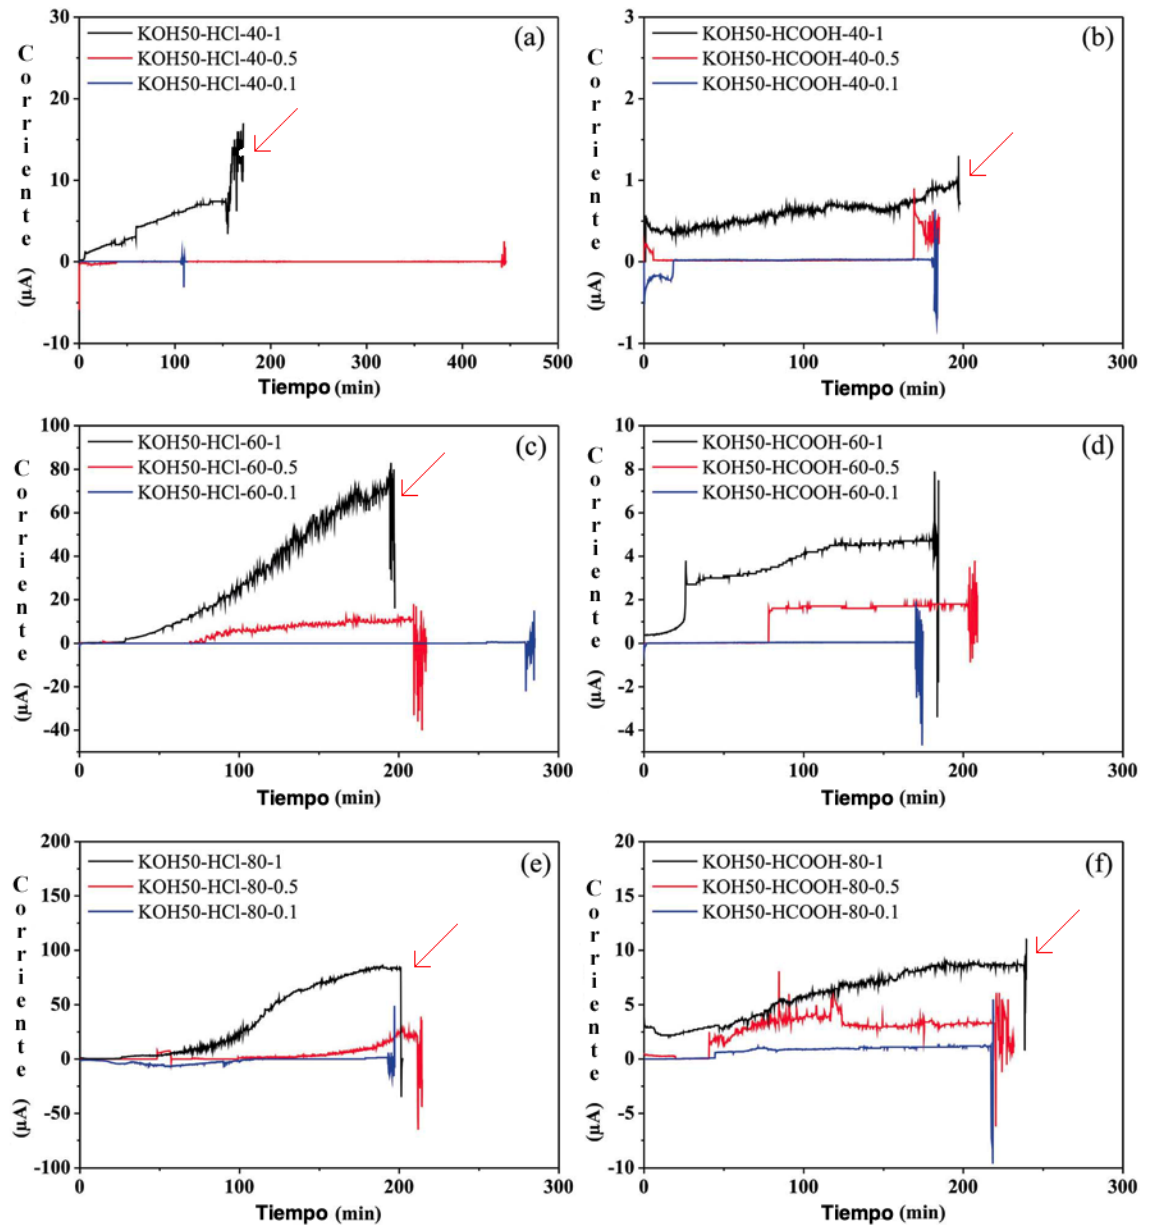 30
20
10
0
-10
0
100
200
300
400
500
Corriente
(µA)
Tiempo (min)
KOH50-HCl-40-1
KOH50-HCl-40-0.5
KOH50-HCl-40-0.1
(a)
3
2
1
0
-1
0
100
200
300
Corriente
(µA)
Tiempo (min)
KOH50-HCOOH-40-1
KOH50-HCOOH-40-0.5
KOH50-HCOOH-40-0.1
(b)
100
80
60
40
20
0
-20
-40
0
100
200
300
Corriente
(µA)
Tiempo (min)
KOH50-HCl-60-1
KOH50-HCl-60-0.5
KOH50-HCl-60-0.1
(c)
10
8
6
4
2
0
-2
-4
0
100
200
300
Corriente
(µA)
Tiempo (min)
KOH50-HCOOH-60-1
KOH50-HCOOH-60-0.5
KOH50-HCOOH-60-0.1
(d)
200
150
100
50
0
-50
-100
0
100
200
300
Corriente
(µA)
Tiempo (min)
KOH50-HCl-80-1
KOH50-HCl-80-0.5
KOH50-HCl-80-0.1
(e)
20
15
10
5
0
-5
-10
0
100
200
300
Corriente
(µA)
Tiempo (min)
KOH50-HCOOH-80-1
KOH50-HCOOH-80-0.5
KOH50-HCOOH-80-0.1
(f)